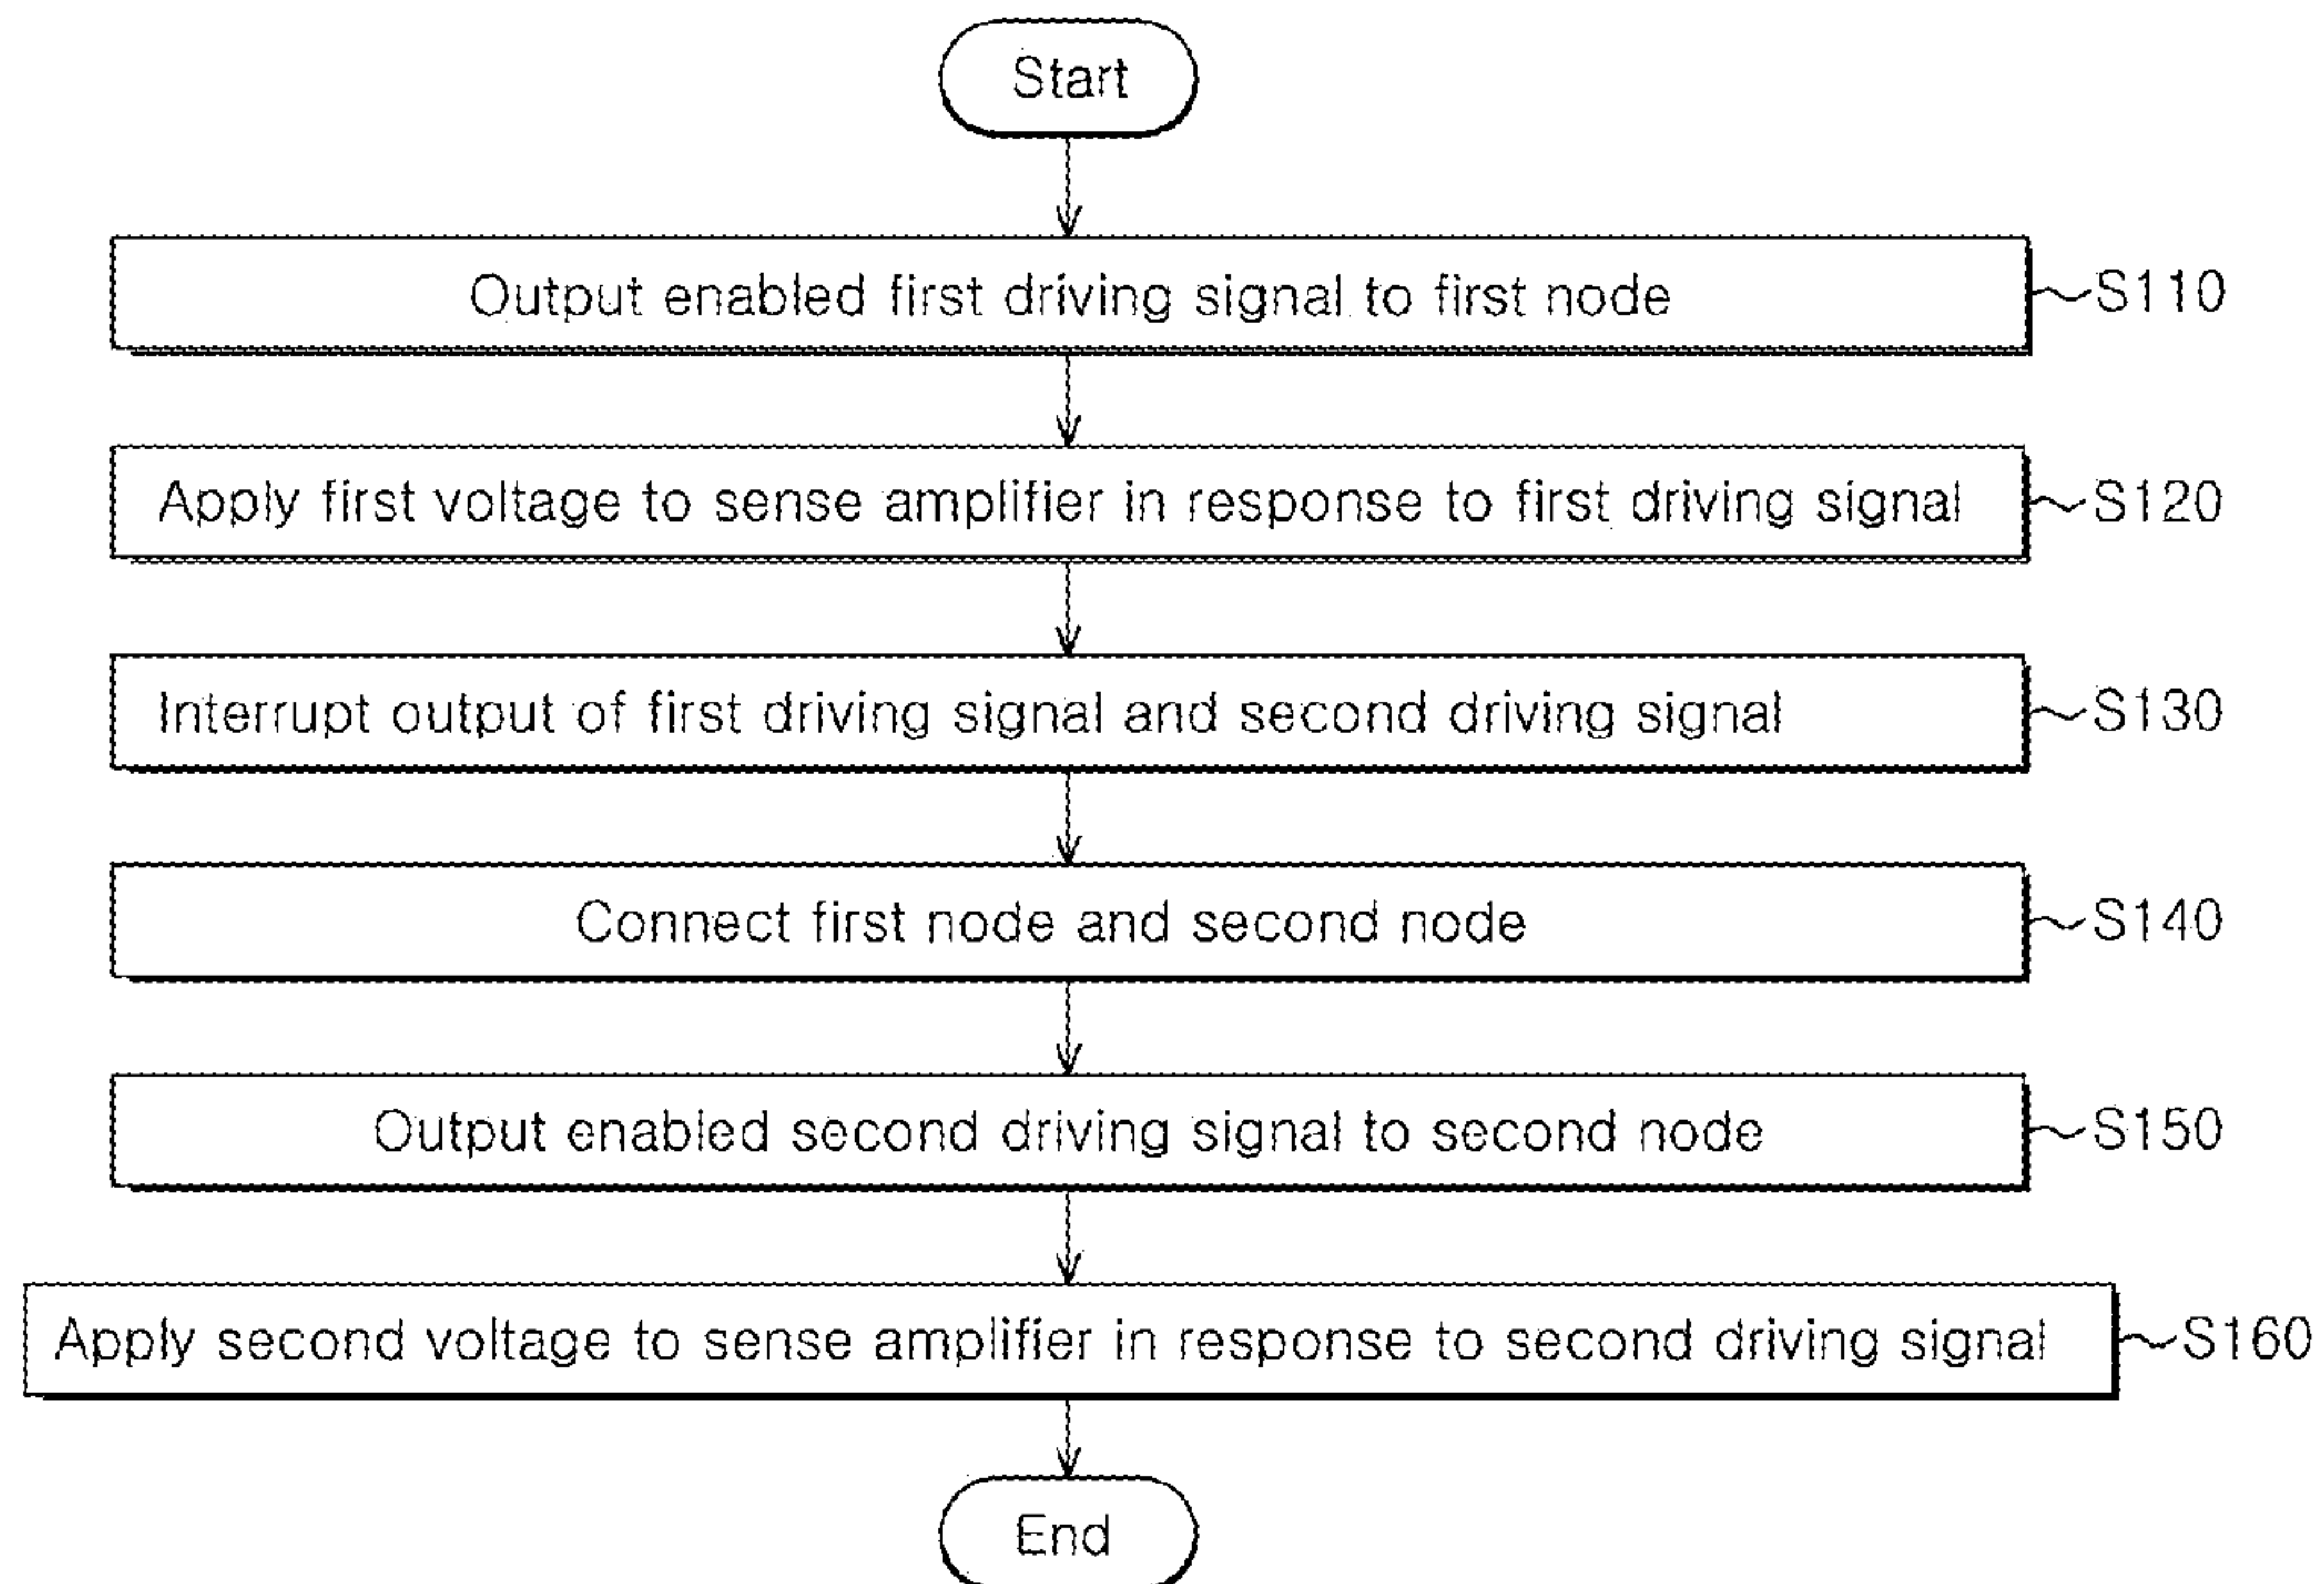 Start
Output enabled first driving signal to first node
S110
Apply first voltage to sense amplifier in response to first driving signal
S120
Interrupt output of first driving signal and second driving signal
S130
Connect first node and second node
S140
Output enabled second driving signal to second node
S150
Apply second voltage to sense amplifier in response to second driving signal
S160
End